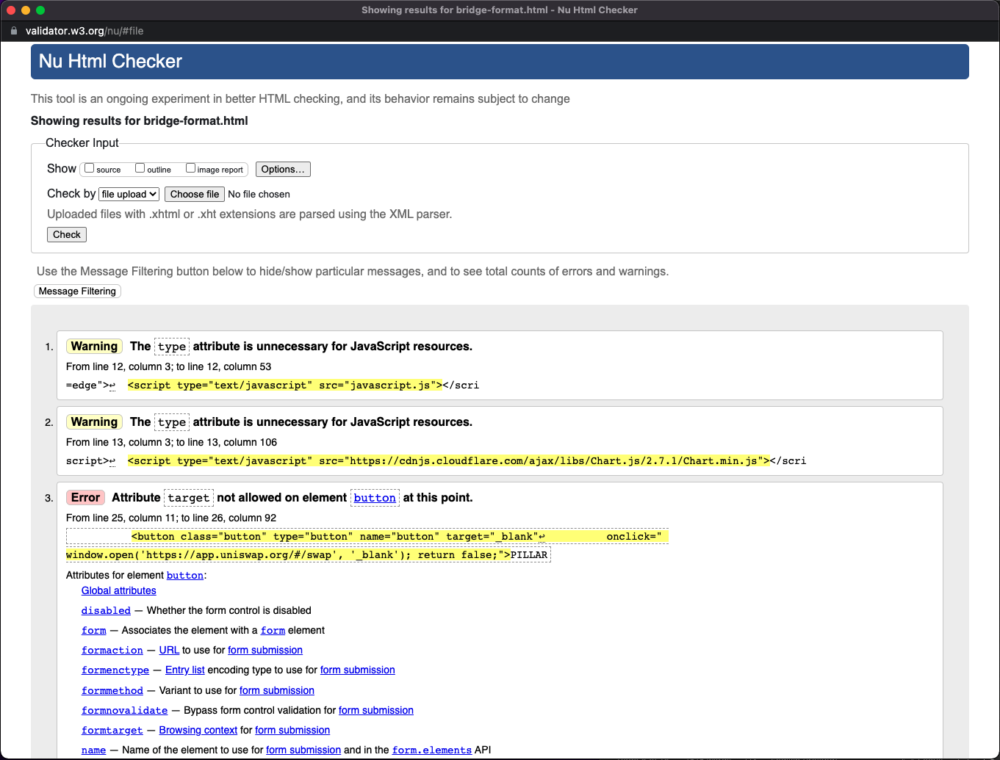 Showing results for bridge-format.html - Nu Html Checker
validator.w3.org/nu/#file
Nu Html Checker
This tool is an ongoing experiment in better HTML checking, and its behavior remains subject to change
Showing results for bridge-format.html
Checker Input
Show source outline image report Options...
Check by file upload Choose file No file chosen
Uploaded files with .xhtml or .xht extensions are parsed using the XML parser.
Check
Use the Message Filtering button below to hide/show particular messages, and to see total counts of errors and warnings.
Message Filtering
1. Warning The type attribute is unnecessary for JavaScript resources.
From line 12, column 3; to line 12, column 53
=edge">↩ <script type="text/javascript" src="javascript.js"></scri
2. Warning The type attribute is unnecessary for JavaScript resources.
From line 13, column 3; to line 13, column 106
script>↩ <script type="text/javascript" src="https://cdnjs.cloudflare.com/ajax/libs/Chart.js/2.7.1/Chart.min.js"></scri
3. Error Attribute target not allowed on element button at this point.
From line 25, column 11; to line 26, column 92
<button class="button" type="button" name="button" target="_blank"↩ onclick="
window.open('https://app.uniswap.org/#/swap', '_blank'); return false;">PILLAR
Attributes for element button:
Global attributes
disabled — Whether the form control is disabled
form — Associates the element with a form element
formaction — URL to use for form submission
formenctype — Entry list encoding type to use for form submission
formmethod — Variant to use for form submission
formnovalidate — Bypass form control validation for form submission
formtarget — Browsing context for form submission
name — Name of the element to use for form submission and in the form.elements API